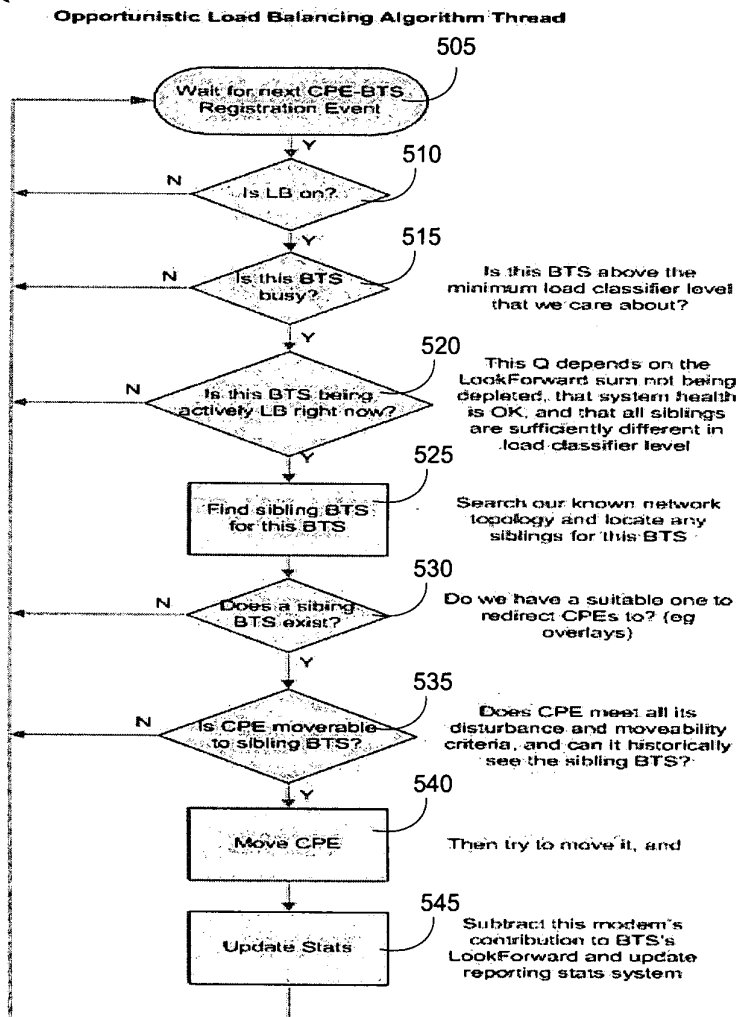 Opportunistic Load Balancing Algorithm Thread
505
Wait for next CPE-BTS
Registration Event
Y
510
N
Is LB on?
Y
515
N
Is this BTS
busy?
Is this BTS above the
minimum load classifier level
that we care about?
Y
520
N
Is this BTS being
actively LB right now?
This Q depends on the
LookForward sum not being
depleted, that system health
is OK, and that all siblings
are sufficiently different in
load classifier level
Y
525
Find sibling BTS
for this BTS
Search our known network
topology and locate any
siblings for this BTS
530
N
Does a sibing
BTS exist?
Do we have a suitable one to
redirect CPEs to? (eg
overlays)
Y
535
N
Is CPE moverable
to sibling BTS?
Does CPE meet all its
disturbance and moveability
criteria, and can it historically
see the sibling BTS?
Y
540
Move CPE
Then try to move it, and
545
Update Stats
Subtract this modem's
contribution to BTS's
LookForward and update
reporting stats system